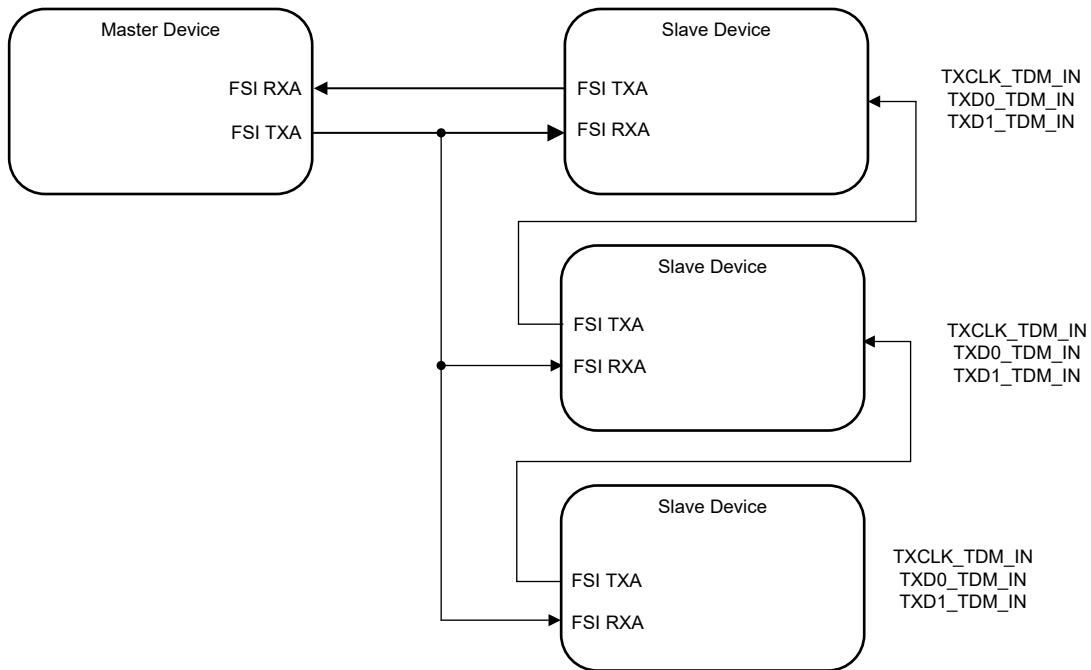 Master Device
FSI RXA
FSI TXA
Slave Device
FSI TXA
FSI RXA
TXCLK_TDM_IN
TXD0_TDM_IN
TXD1_TDM_IN
Slave Device
FSI TXA
FSI RXA
TXCLK_TDM_IN
TXD0_TDM_IN
TXD1_TDM_IN
Slave Device
FSI TXA
FSI RXA
TXCLK_TDM_IN
TXD0_TDM_IN
TXD1_TDM_IN